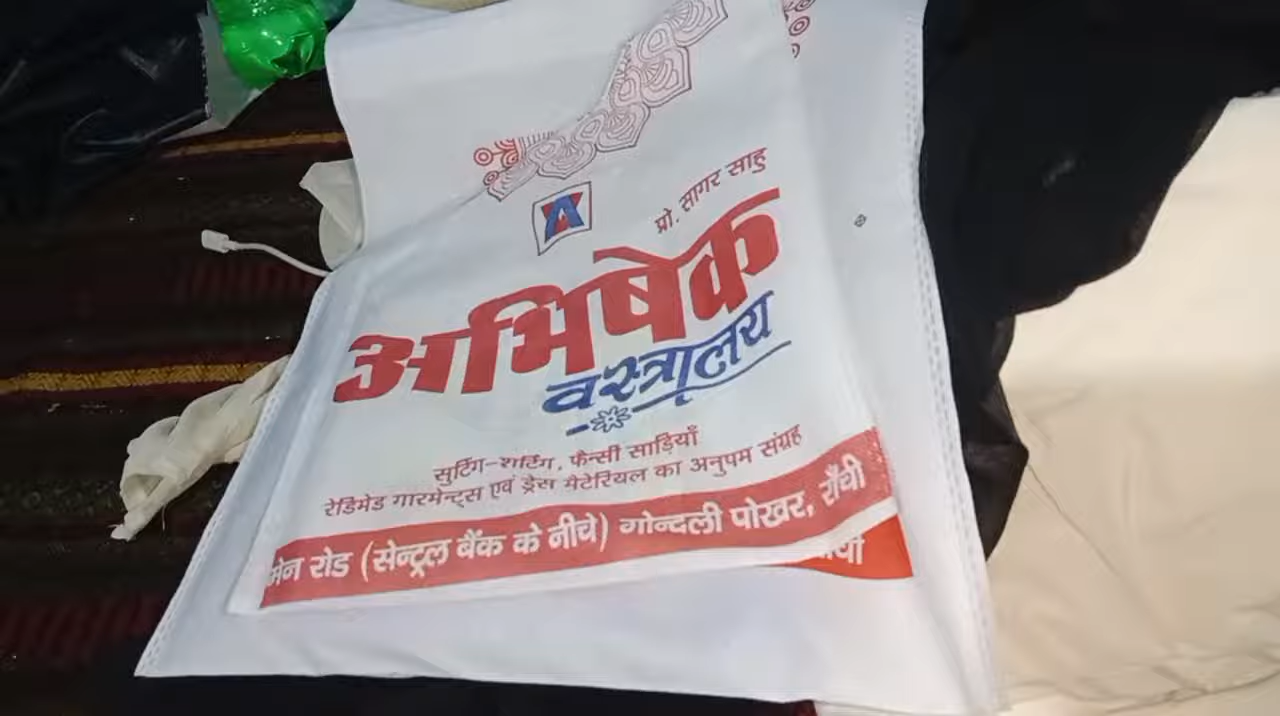 प्रो. सागर साहु
अभिषेक
वस्त्रालय
सुटिंग-शर्टिंग, फैन्सी साड़ियाँ
रेडिमेड गारमेन्ट्स एवं ड्रेस मैटेरियल का अनुपम संग्रह
मेन रोड (सेन्ट्रल बैंक के नीचे) गोन्दली पोखर, राँची